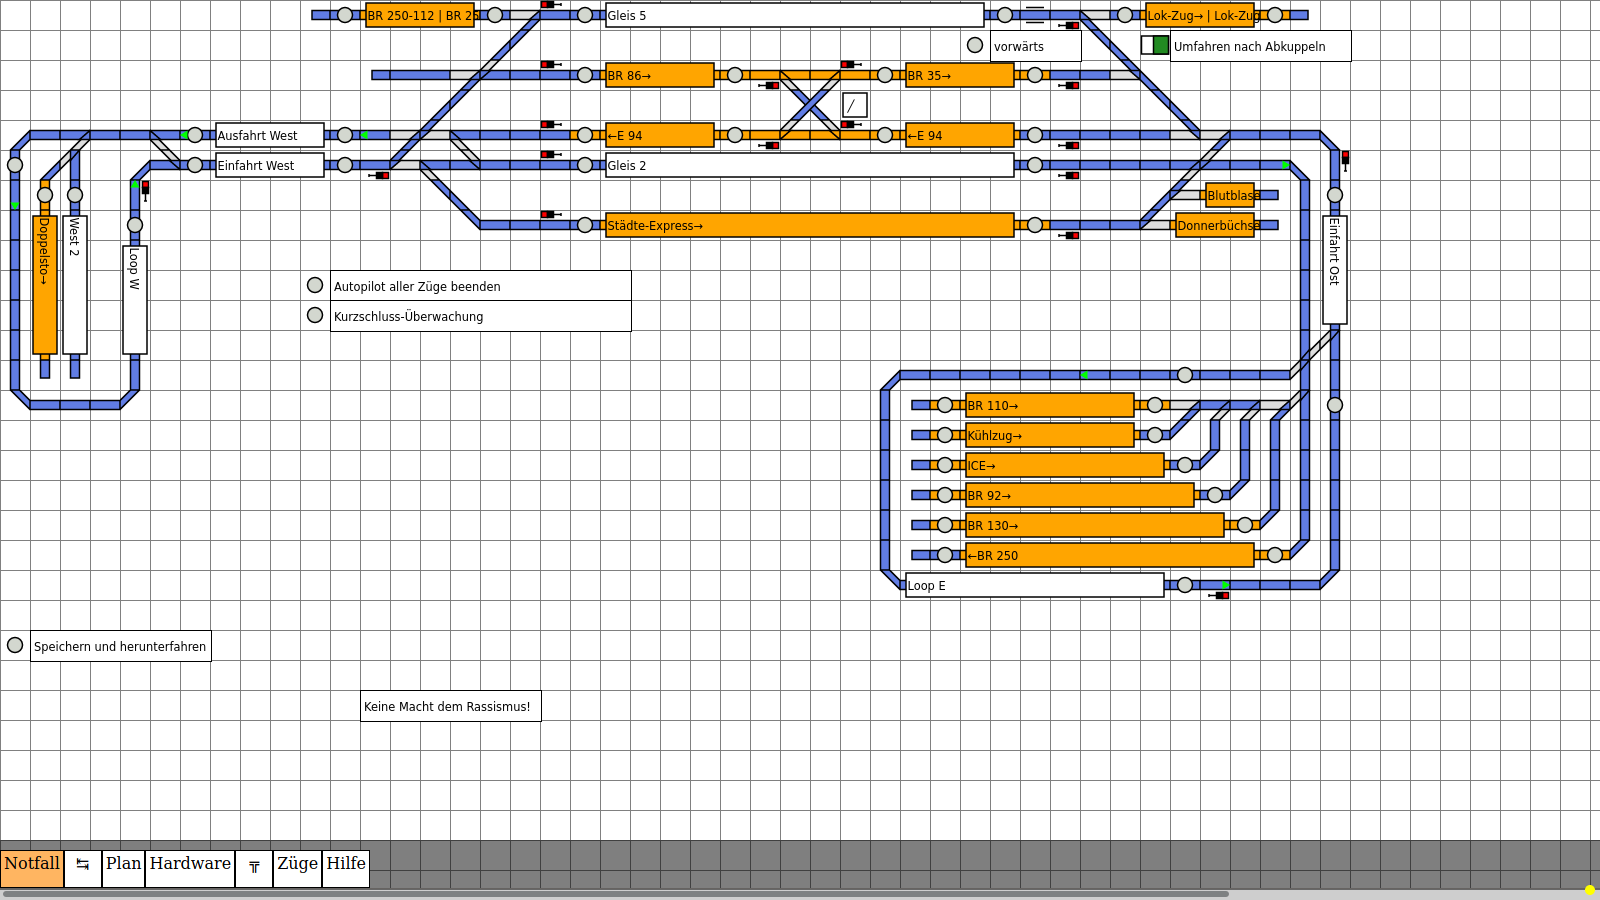 BR 250-112 | BR 25
Gleis 5
Lok-Zug→ | Lok-Zug
vorwärts
Umfahren nach Abkuppeln
BR 86→
BR 35→
Ausfahrt West
←E 94
←E 94
Einfahrt West
Gleis 2
Blutblase
Städte-Express→
Donnerbüchse
Doppelsto→
West 2
Loop W
Einfahrt Ost
Autopilot aller Züge beenden
Kurzschluss-Überwachung
BR 110→
Kühlzug→
ICE→
BR 92→
BR 130→
←BR 250
Loop E
Speichern und herunterfahren
Keine Macht dem Rassismus!
Notfall ↹ Plan Hardware ╦ Züge Hilfe